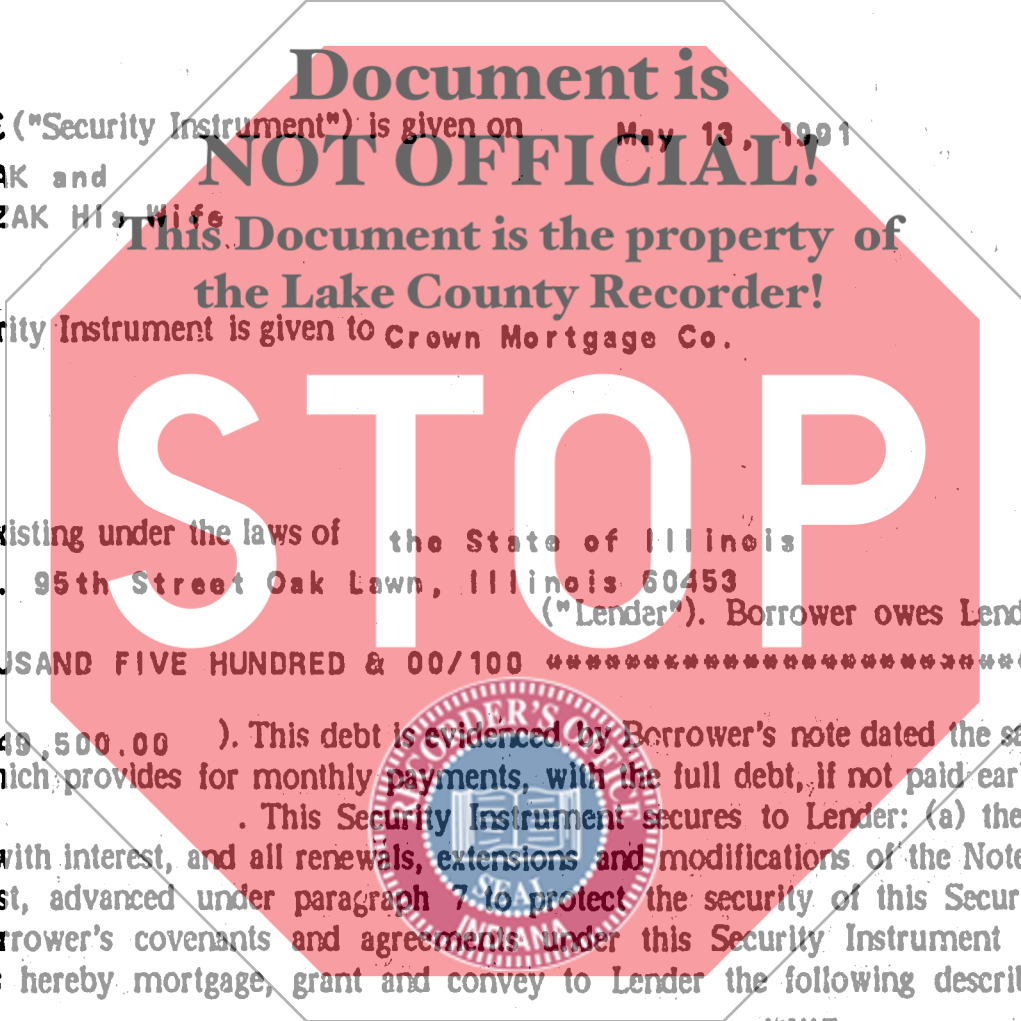 Document is
("Security Instrument") is given on May 13, 1991
NOT OFFICIAL!
AK and
ZAK His Wife
This Document is the property of
the Lake County Recorder!
rity Instrument is given to Crown Mortgage Co.
STOP
xisting under the laws of the State of Illinois
. 95th Street Oak Lawn, Illinois 60453
("Lender"). Borrower owes Lend
USAND FIVE HUNDRED & 00/100
RECORDER'S OFFICE
49,500.00 ). This debt is evidenced by Borrower's note dated the sa
hich provides for monthly payments, with the full debt, if not paid earl
. This Security Instrument secures to Lender: (a) the
with interest, and all renewals, extensions and modifications of the Note
SEAL
st, advanced under paragraph 7 to protect the security of this Secur
INDIANA
rrower's covenants and agreements under this Security Instrument
hereby mortgage, grant and convey to Lender the following describ